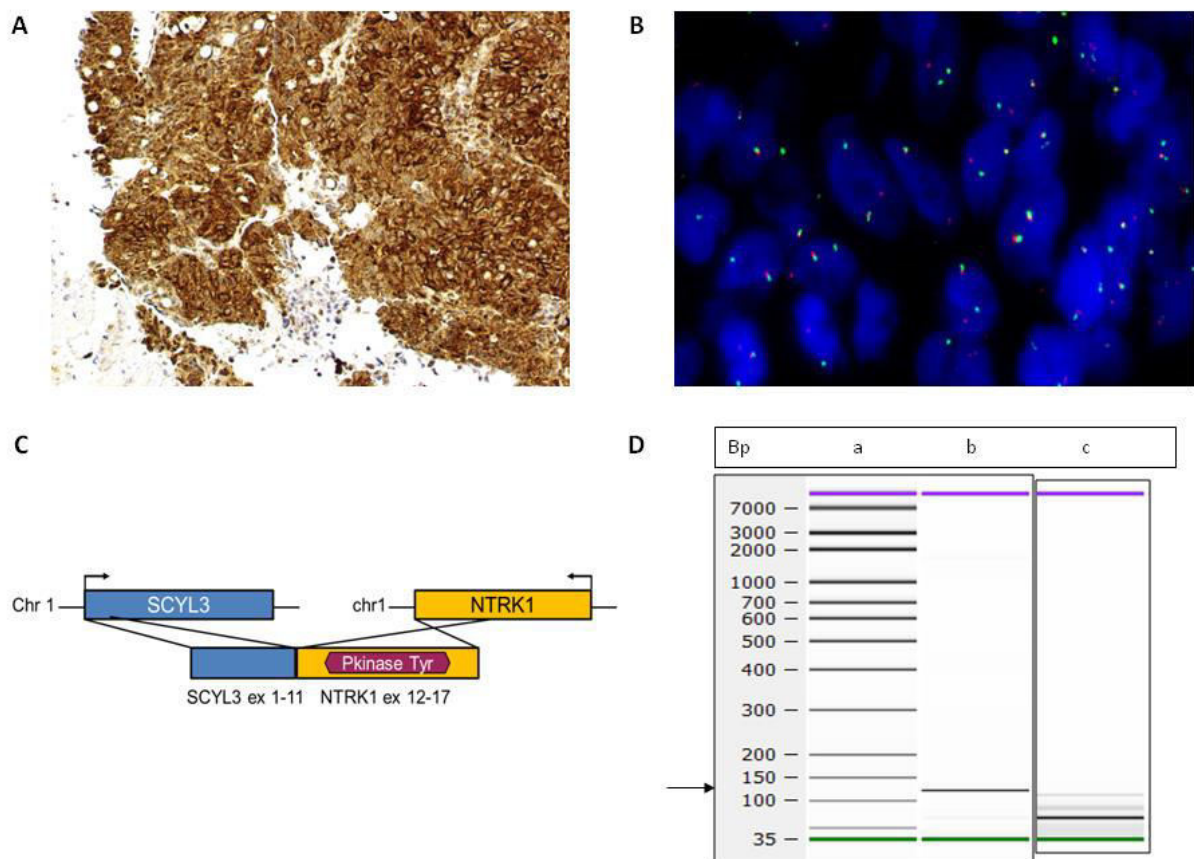 A
B
C
Chr 1
SCYL3
chr1
NTRK1
Pkinase Tyr
SCYL3 ex 1-11
NTRK1 ex 12-17
D
Bp a b c
7000
3000
2000
1000
700
600
500
400
300
200
150
100
35